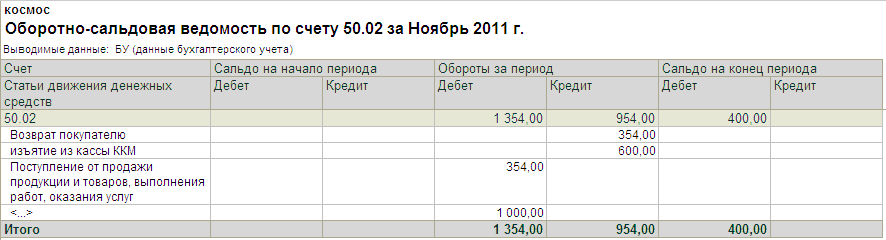 космос
Оборотно-сальдовая ведомость по счету 50.02 за Ноябрь 2011 г.
Выводимые данные: БУ (данные бухгалтерского учета)
Счет Сальдо на начало периода Обороты за период Сальдо на конец периода
Статьи движения денежных Дебет Кредит Дебет Кредит Дебет Кредит
средств
50.02 1 354,00 954,00 400,00
Возврат покупателю 354,00
изъятие из кассы ККМ 600,00
Поступление от продажи 354,00
продукции и товаров, выполнения
работ, оказания услуг
<...> 1 000,00
Итого 1 354,00 954,00 400,00